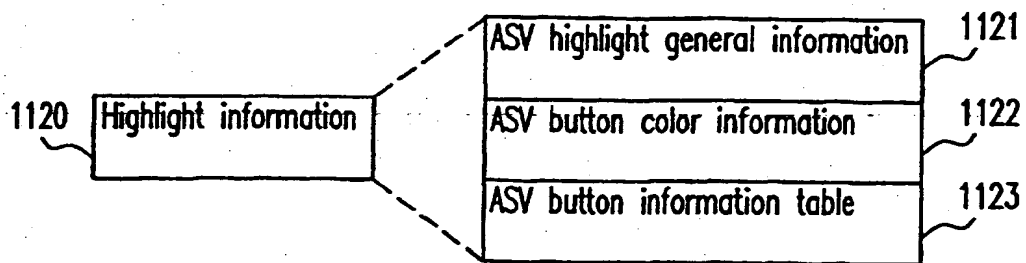 1120
Highlight information
ASV highlight general information
1121
ASV button color information
1122
ASV button information table
1123